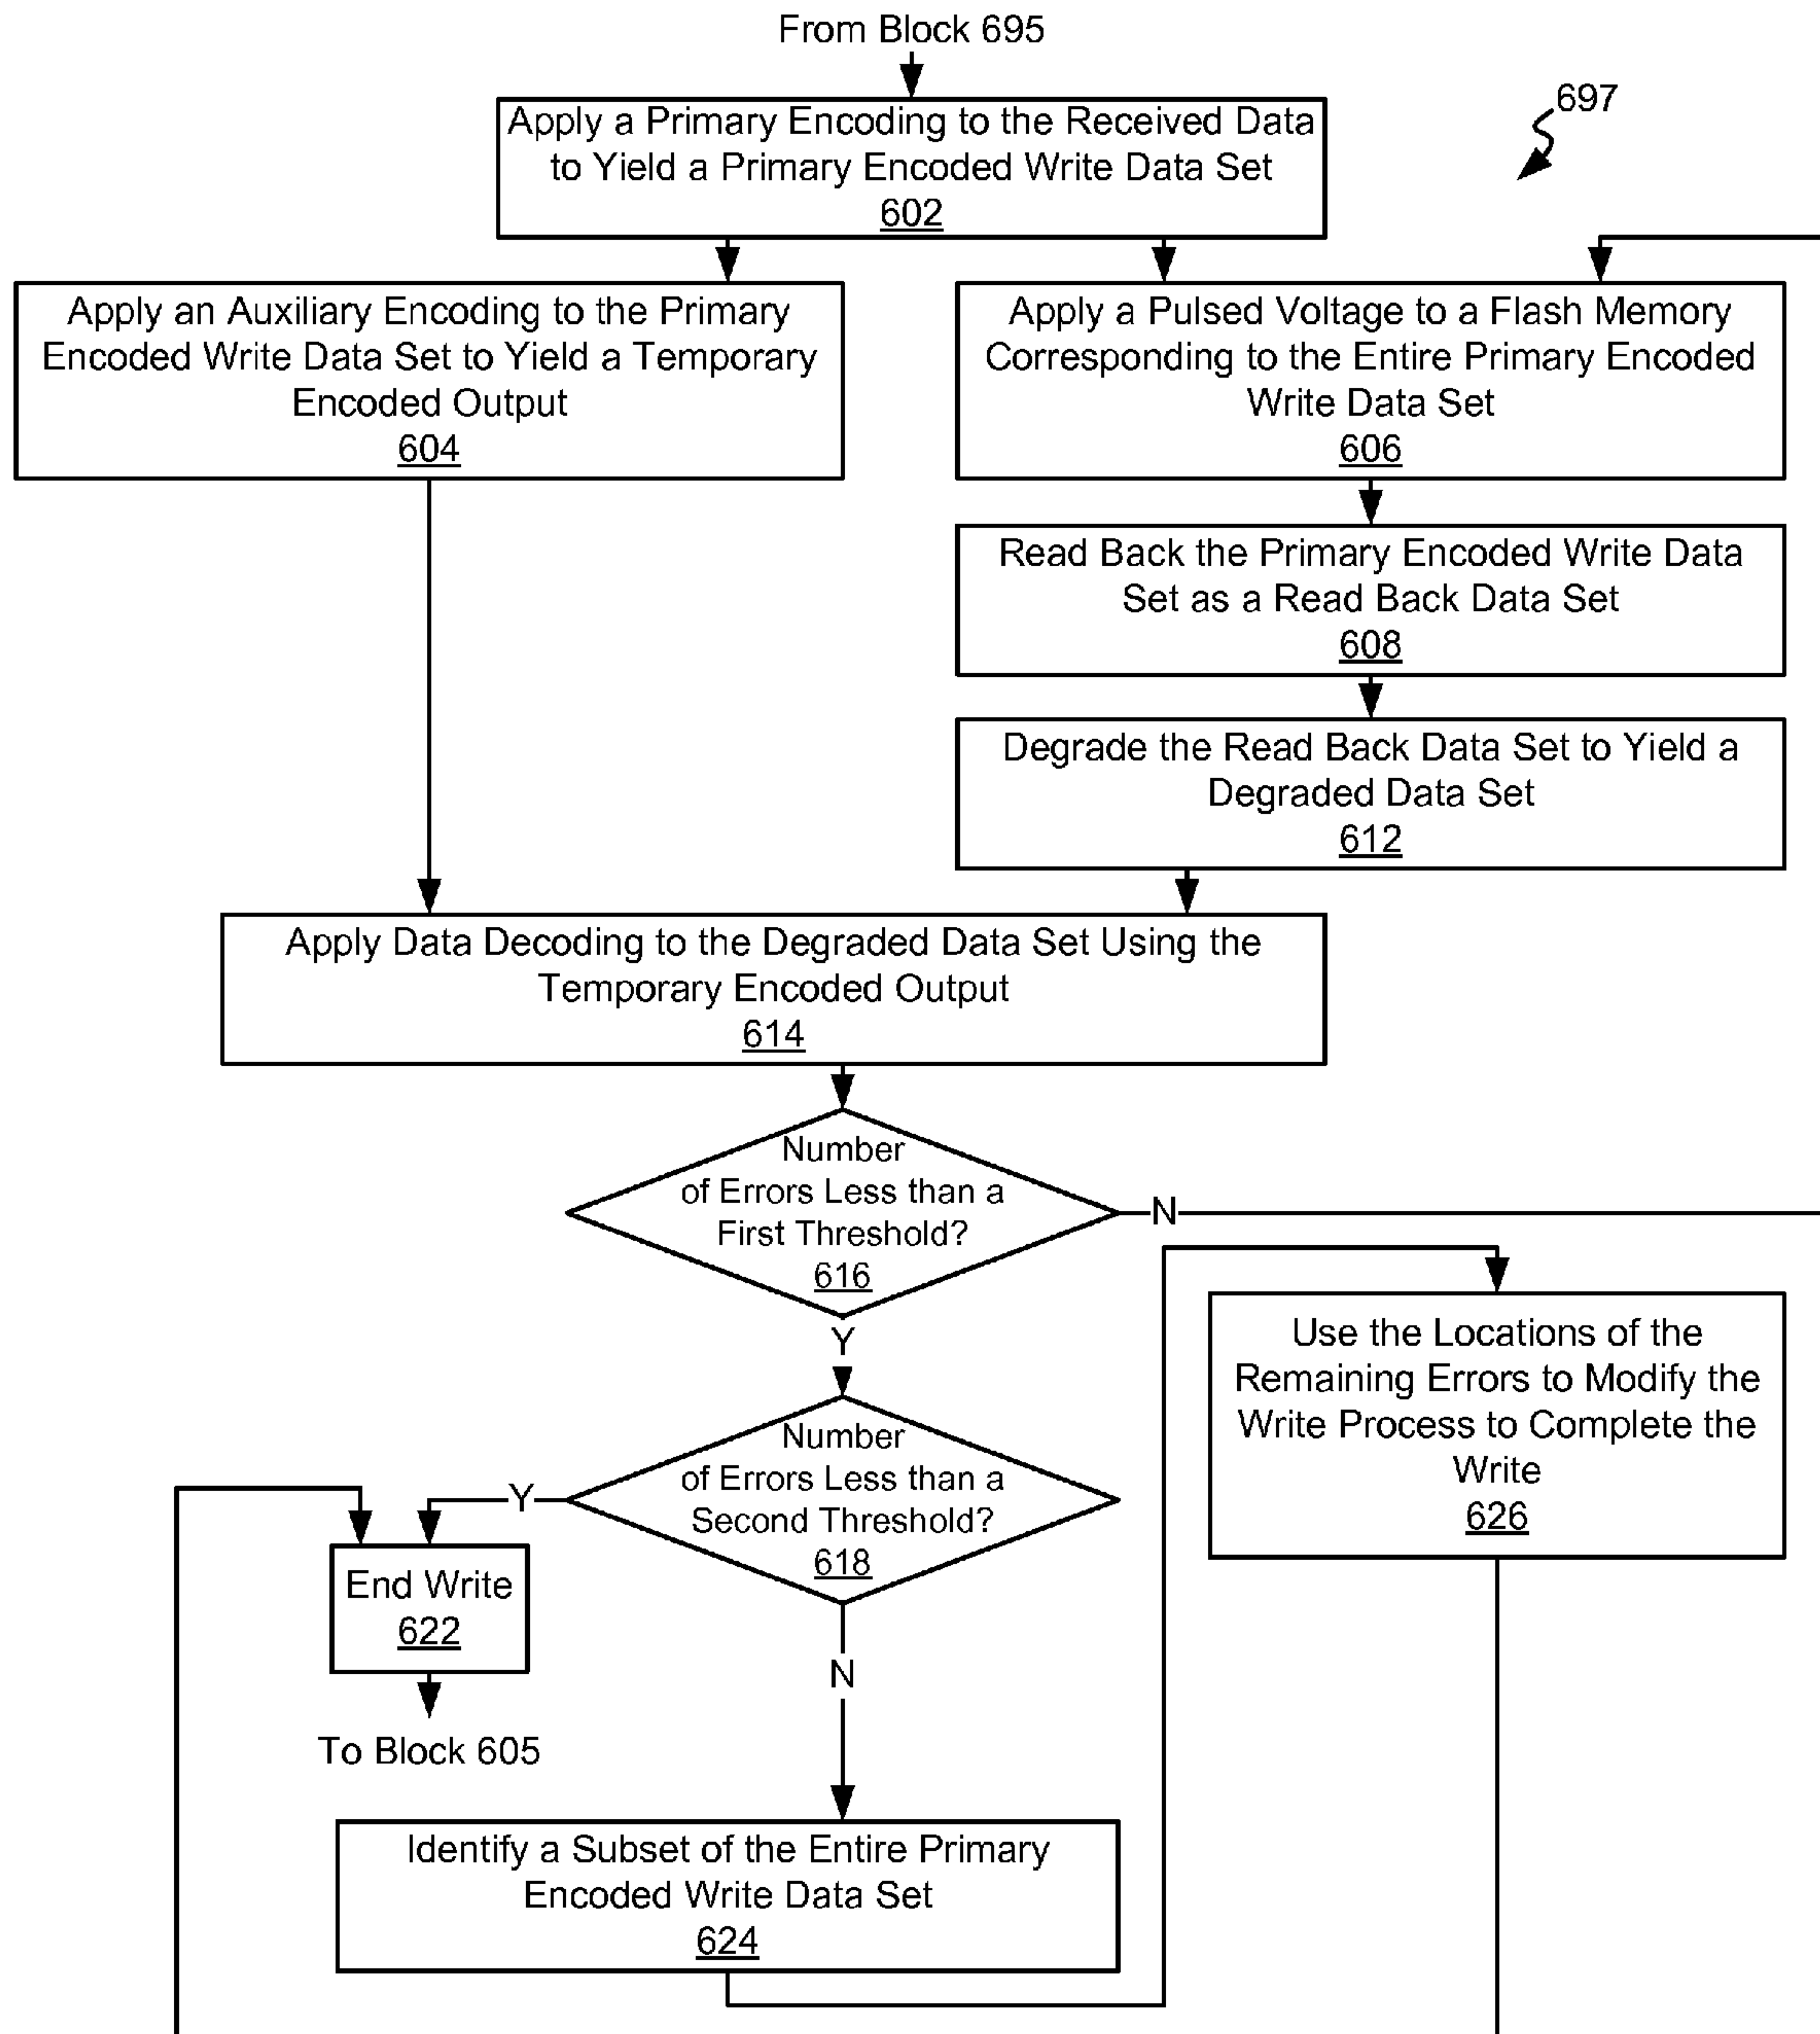 From Block 695
697
Apply a Primary Encoding to the Received Data
to Yield a Primary Encoded Write Data Set
602
Apply an Auxiliary Encoding to the Primary
Encoded Write Data Set to Yield a Temporary
Encoded Output
604
Apply a Pulsed Voltage to a Flash Memory
Corresponding to the Entire Primary Encoded
Write Data Set
606
Read Back the Primary Encoded Write Data
Set as a Read Back Data Set
608
Degrade the Read Back Data Set to Yield a
Degraded Data Set
612
Apply Data Decoding to the Degraded Data Set Using the
Temporary Encoded Output
614
Number
of Errors Less than a
First Threshold?
616
N
Y
Number
of Errors Less than a
Second Threshold?
618
Y
N
End Write
622
To Block 605
Identify a Subset of the Entire Primary
Encoded Write Data Set
624
Use the Locations of the
Remaining Errors to Modify the
Write Process to Complete the
Write
626